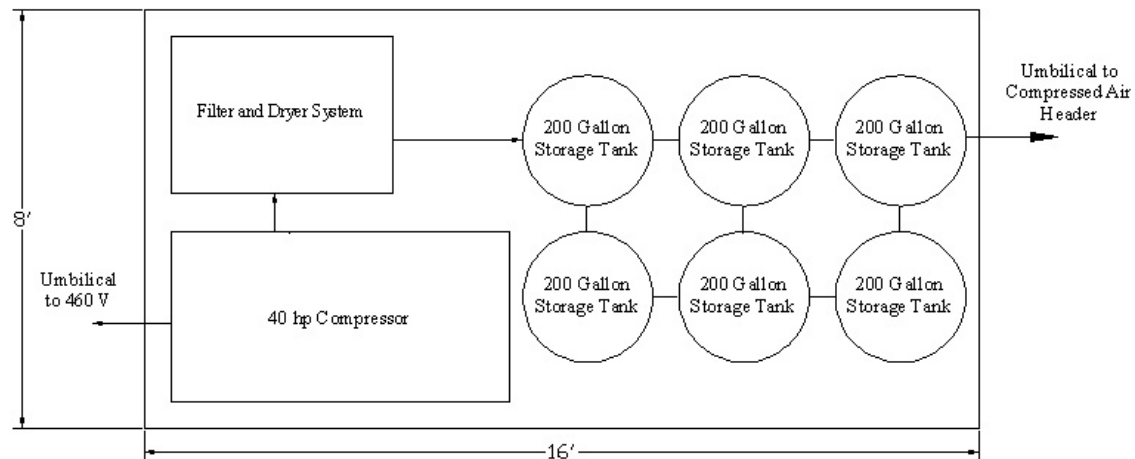 Umbilical to
Compressed Air
Header
Filter and Dryer System
200 Gallon
Storage Tank
200 Gallon
Storage Tank
200 Gallon
Storage Tank
8'
Umbilical
to 460 V
40 hp Compressor
200 Gallon
Storage Tank
200 Gallon
Storage Tank
200 Gallon
Storage Tank
16'